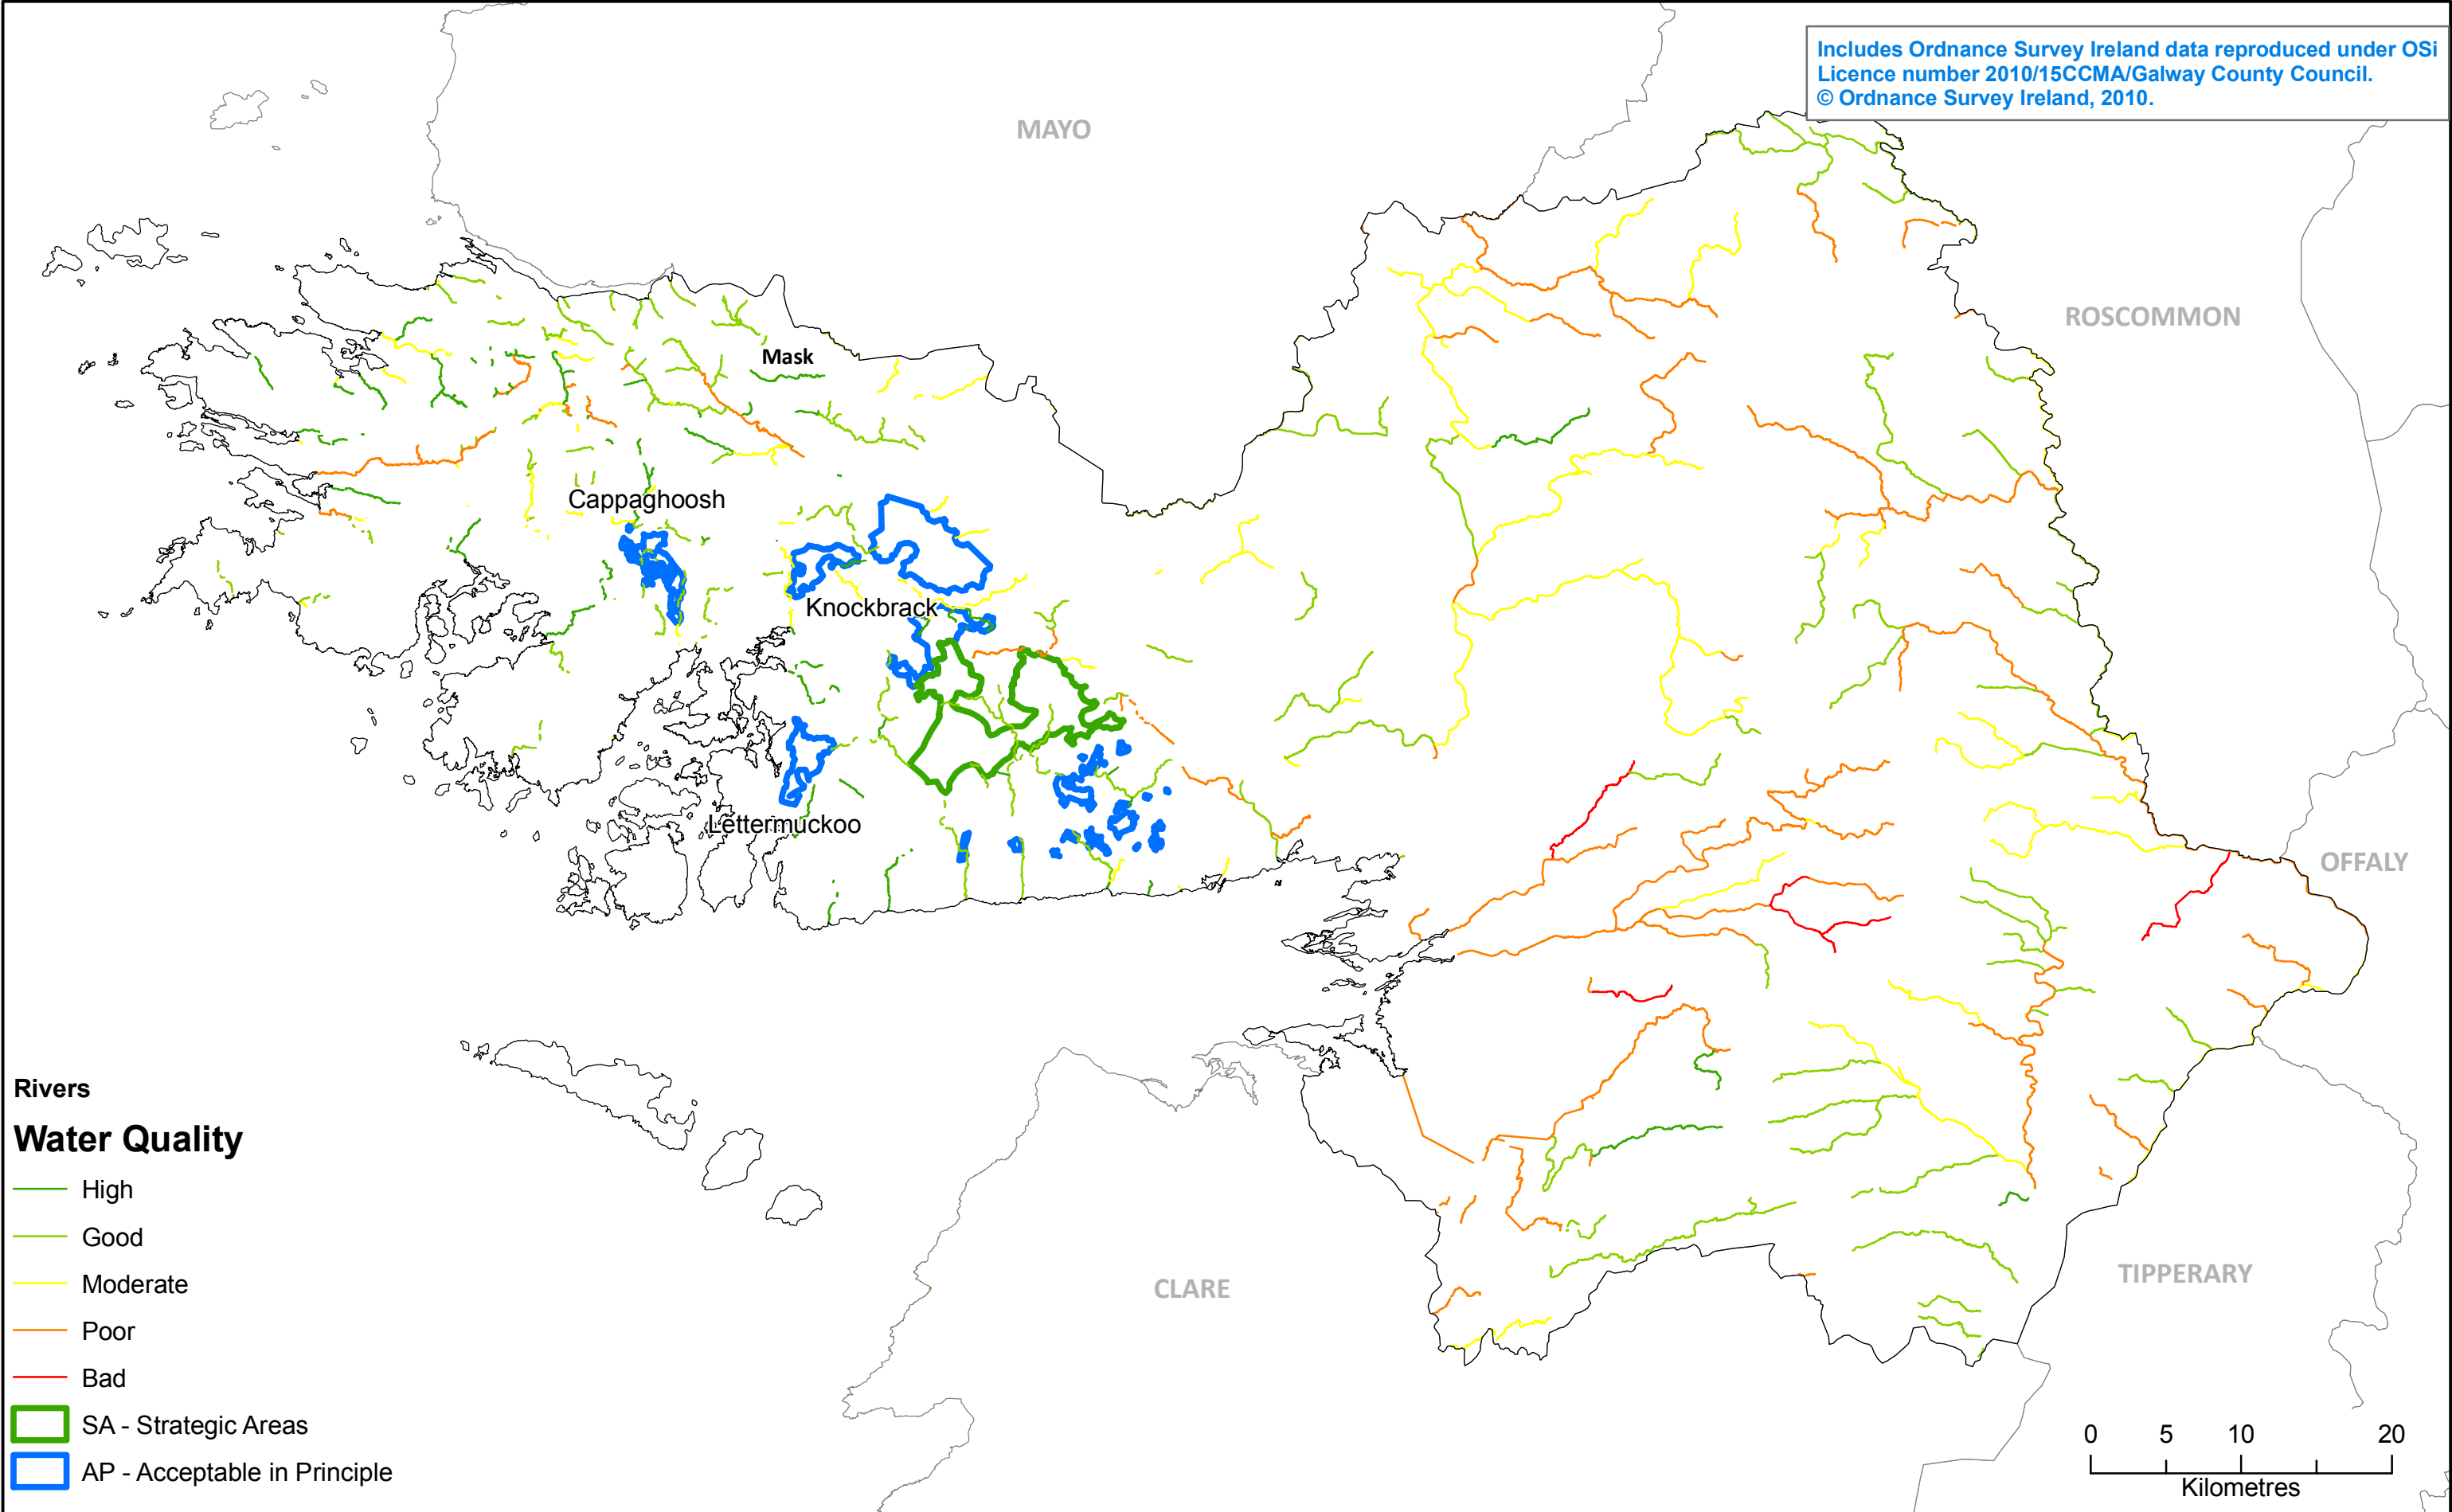 Includes Ordnance Survey Ireland data reproduced under OSi
Licence number 2010/15CCMA/Galway County Council.
© Ordnance Survey Ireland, 2010.
MAYO
ROSCOMMON
Mask
Cappaghoosh
Knockbrack
Lettermuckoo
OFFALY
CLARE
TIPPERARY
Rivers
Water Quality
High
Good
Moderate
Poor
Bad
SA - Strategic Areas
AP - Acceptable in Principle
0 5 10 20
Kilometres